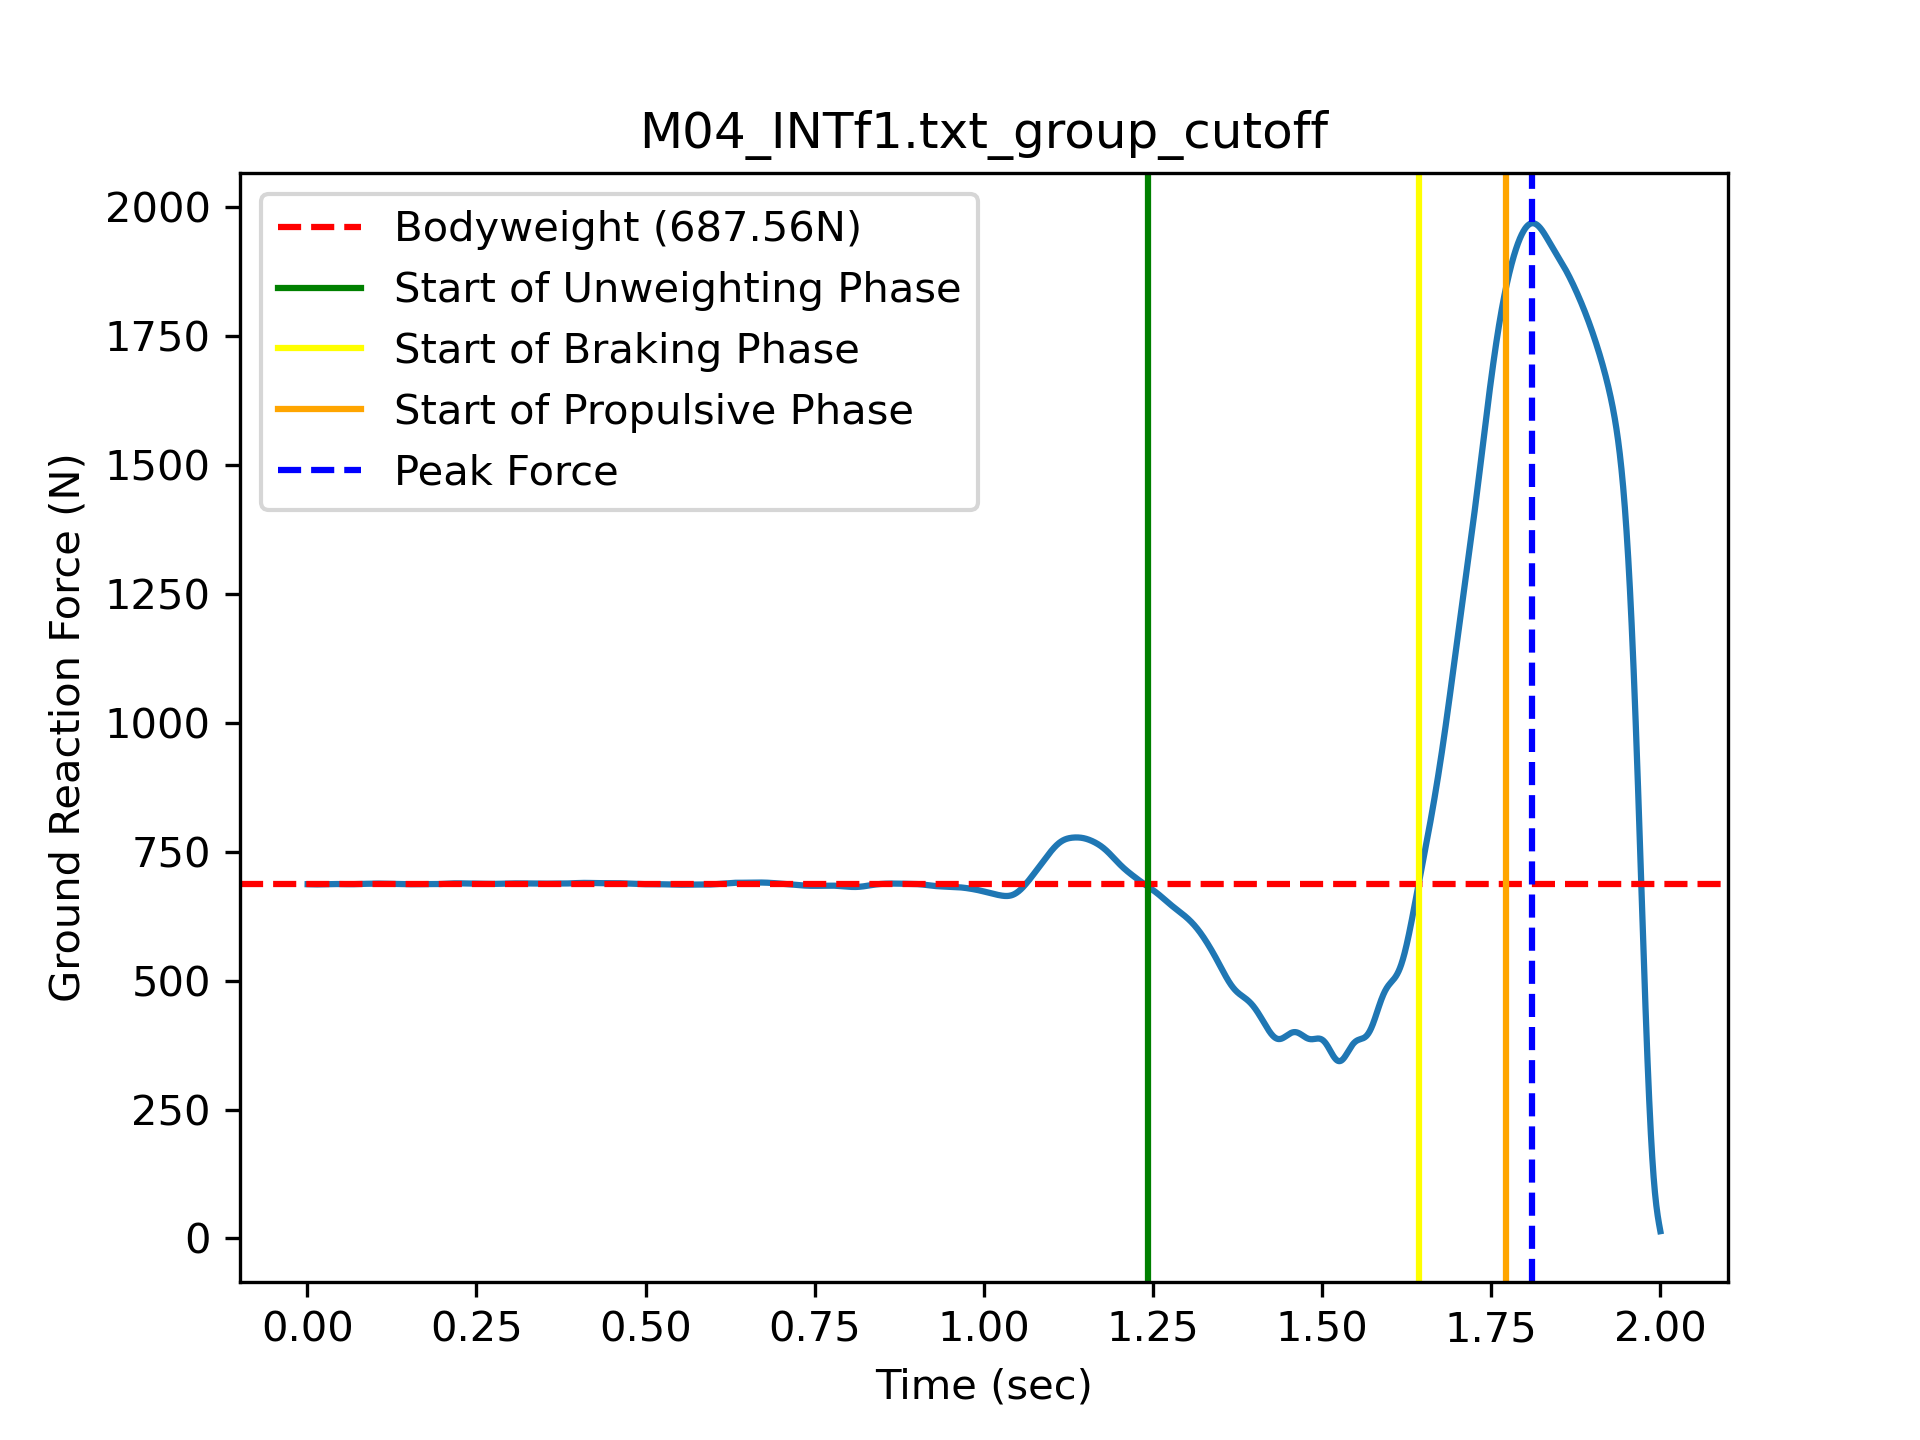 M04_INTf1.txt_group_cutoff
Bodyweight (687.56N)
Start of Unweighting Phase
Start of Braking Phase
Start of Propulsive Phase
Peak Force
Ground Reaction Force (N)
2000
1750
1500
1250
1000
750
500
250
0
0.00 0.25 0.50 0.75 1.00 1.25 1.50 1.75 2.00
Time (sec)